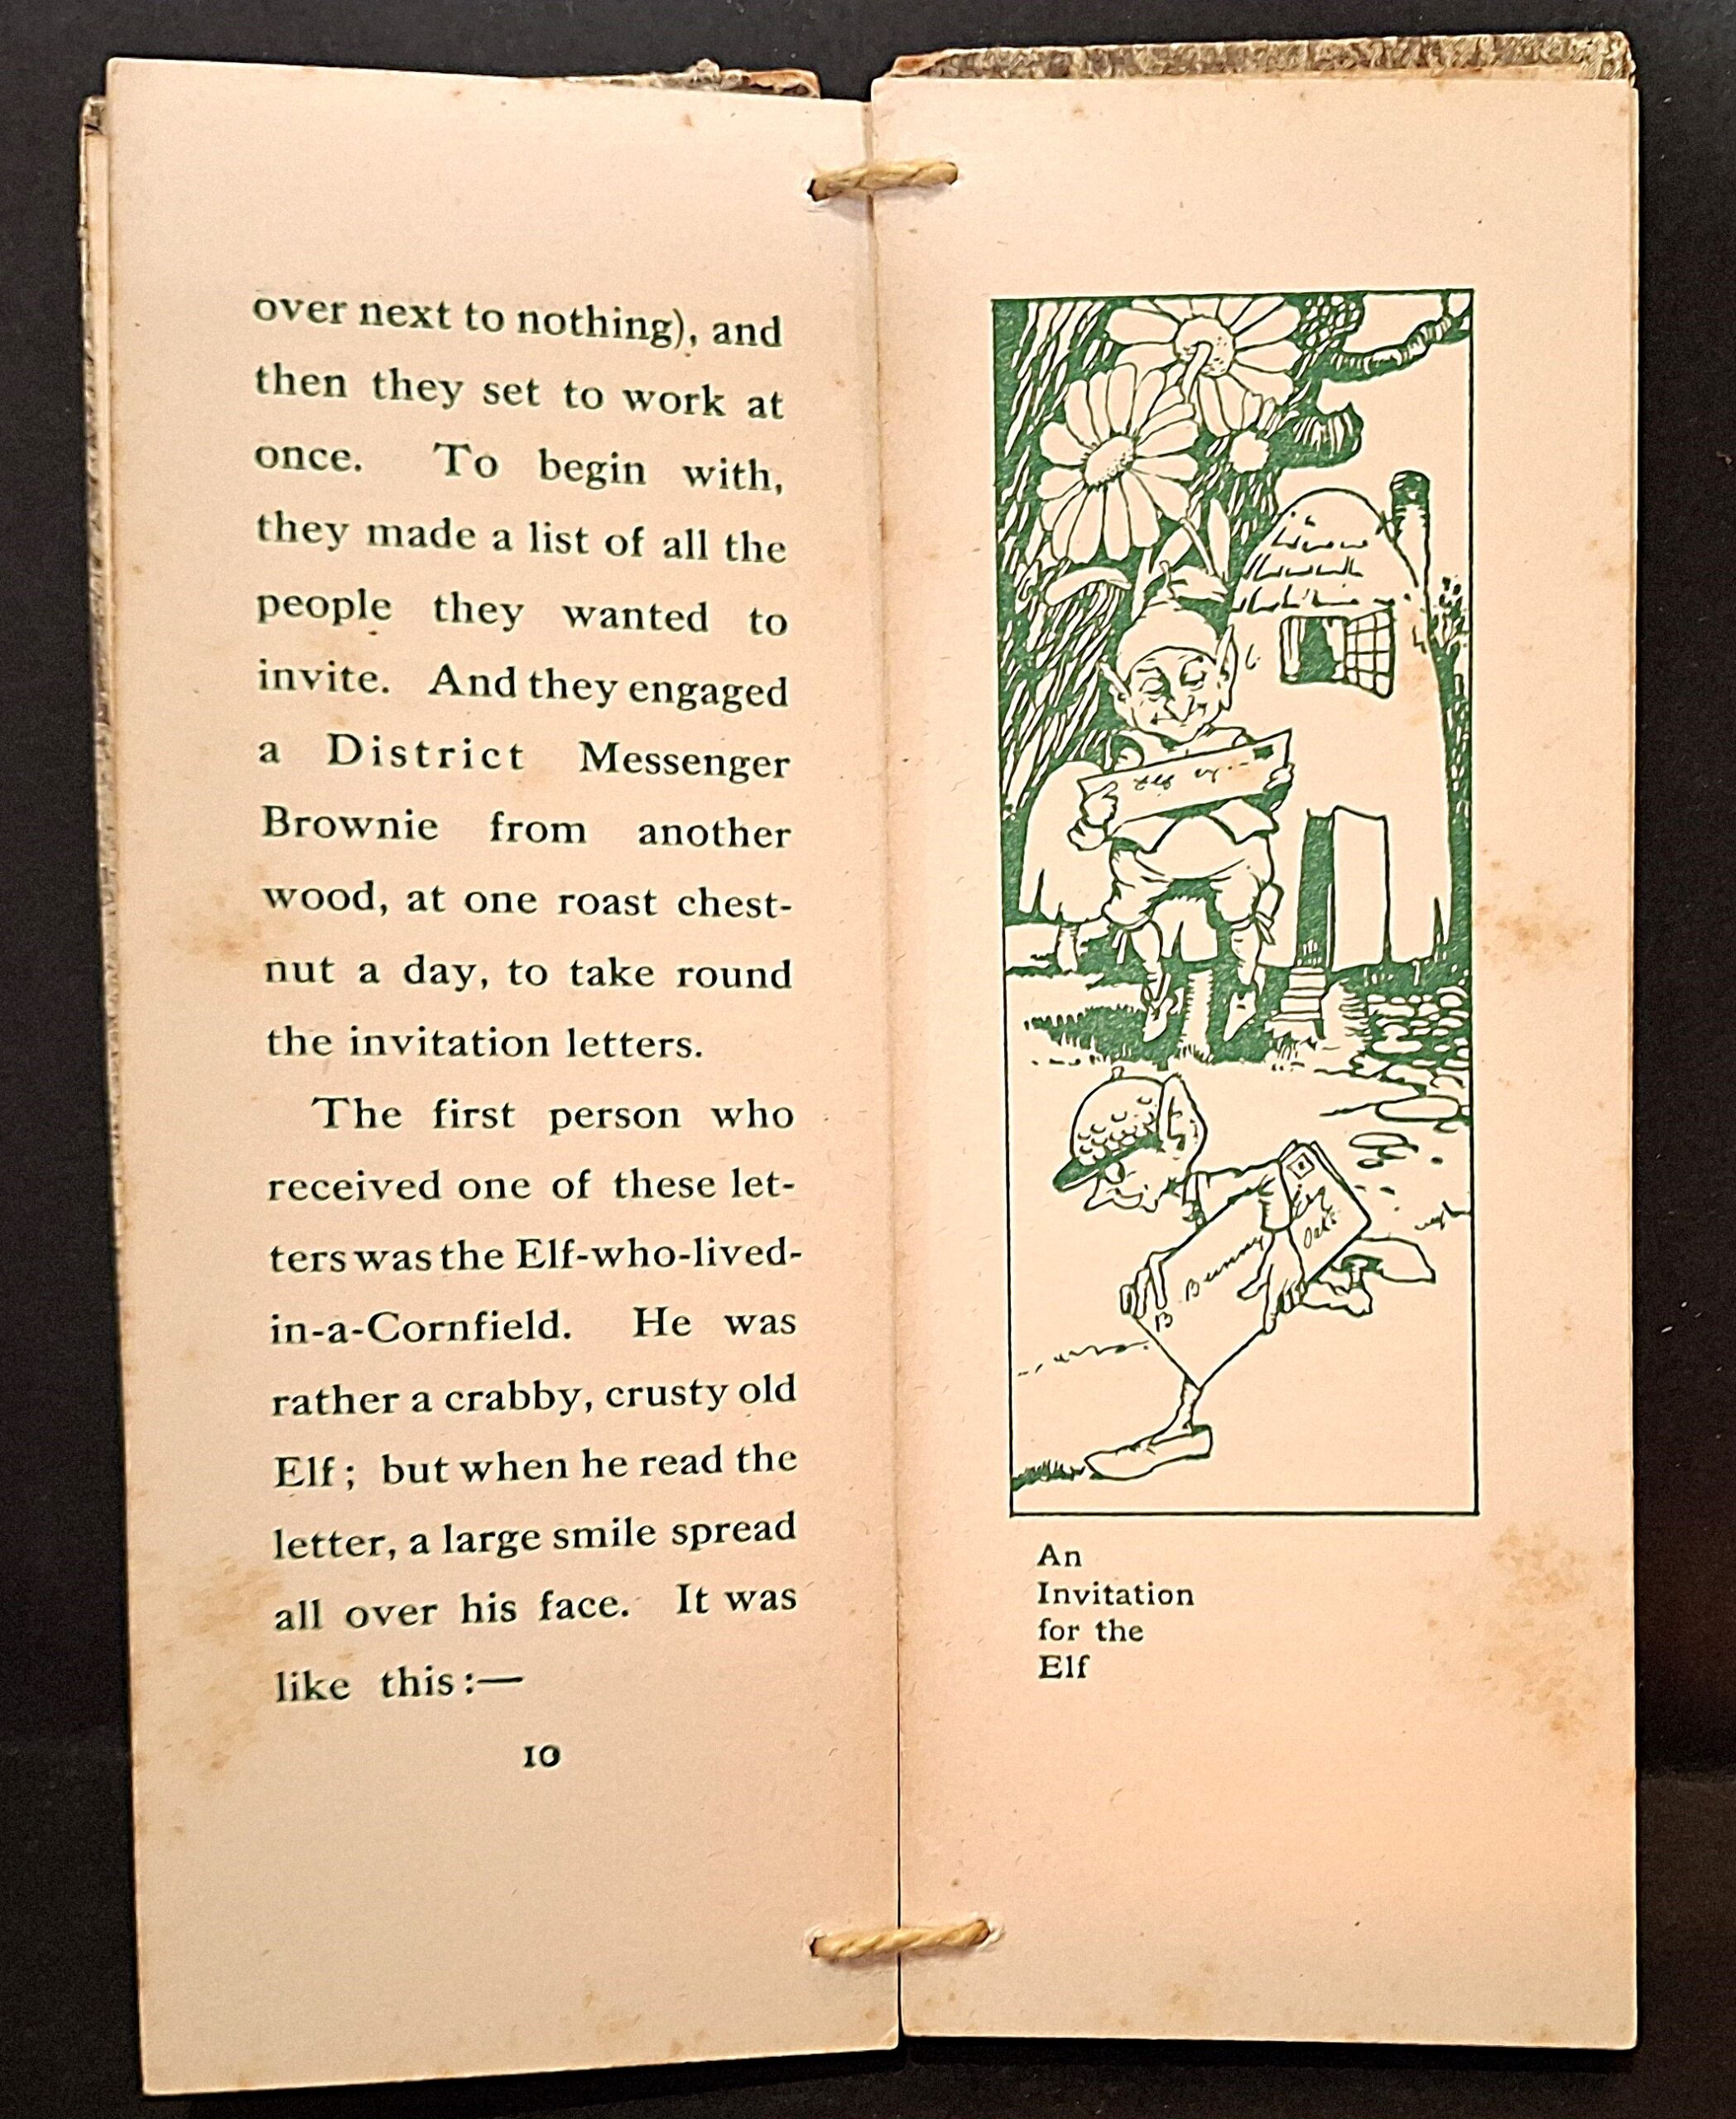 over next to nothing), and
then they set to work at
once. To begin with,
they made a list of all the
people they wanted to
invite. And they engaged
a District Messenger
Brownie from another
wood, at one roast chest-
nut a day, to take round
the invitation letters.
The first person who
received one of these let-
ters was the Elf-who-lived-
in-a-Cornfield. He was
rather a crabby, crusty old
Elf; but when he read the
letter, a large smile spread
all over his face. It was
like this:—
10
Elf
B. Bunny
An
Invitation
for the
Elf